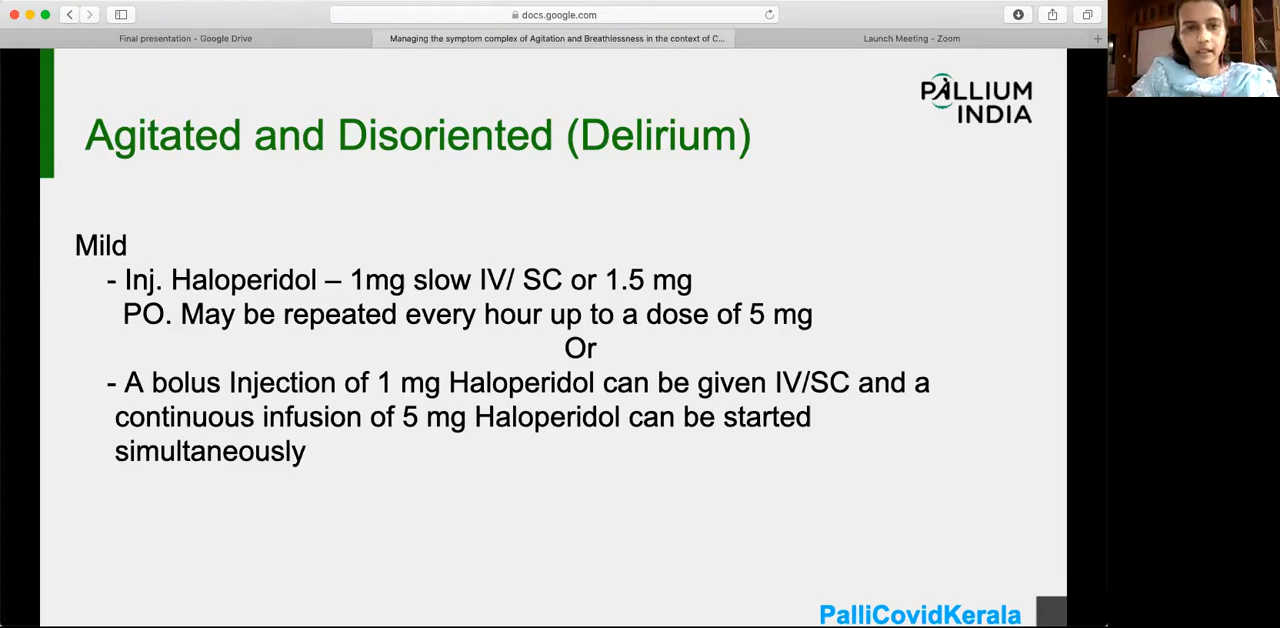 docs.google.com
Final presentation - Google Drive
Managing the symptom complex of Agitation and Breathlessness in the context of C...
Launch Meeting - Zoom
PALLIUM
INDIA
Agitated and Disoriented (Delirium)
Mild
- Inj. Haloperidol – 1mg slow IV/ SC or 1.5 mg
PO. May be repeated every hour up to a dose of 5 mg
Or
- A bolus Injection of 1 mg Haloperidol can be given IV/SC and a
continuous infusion of 5 mg Haloperidol can be started
simultaneously
PalliCovidKerala